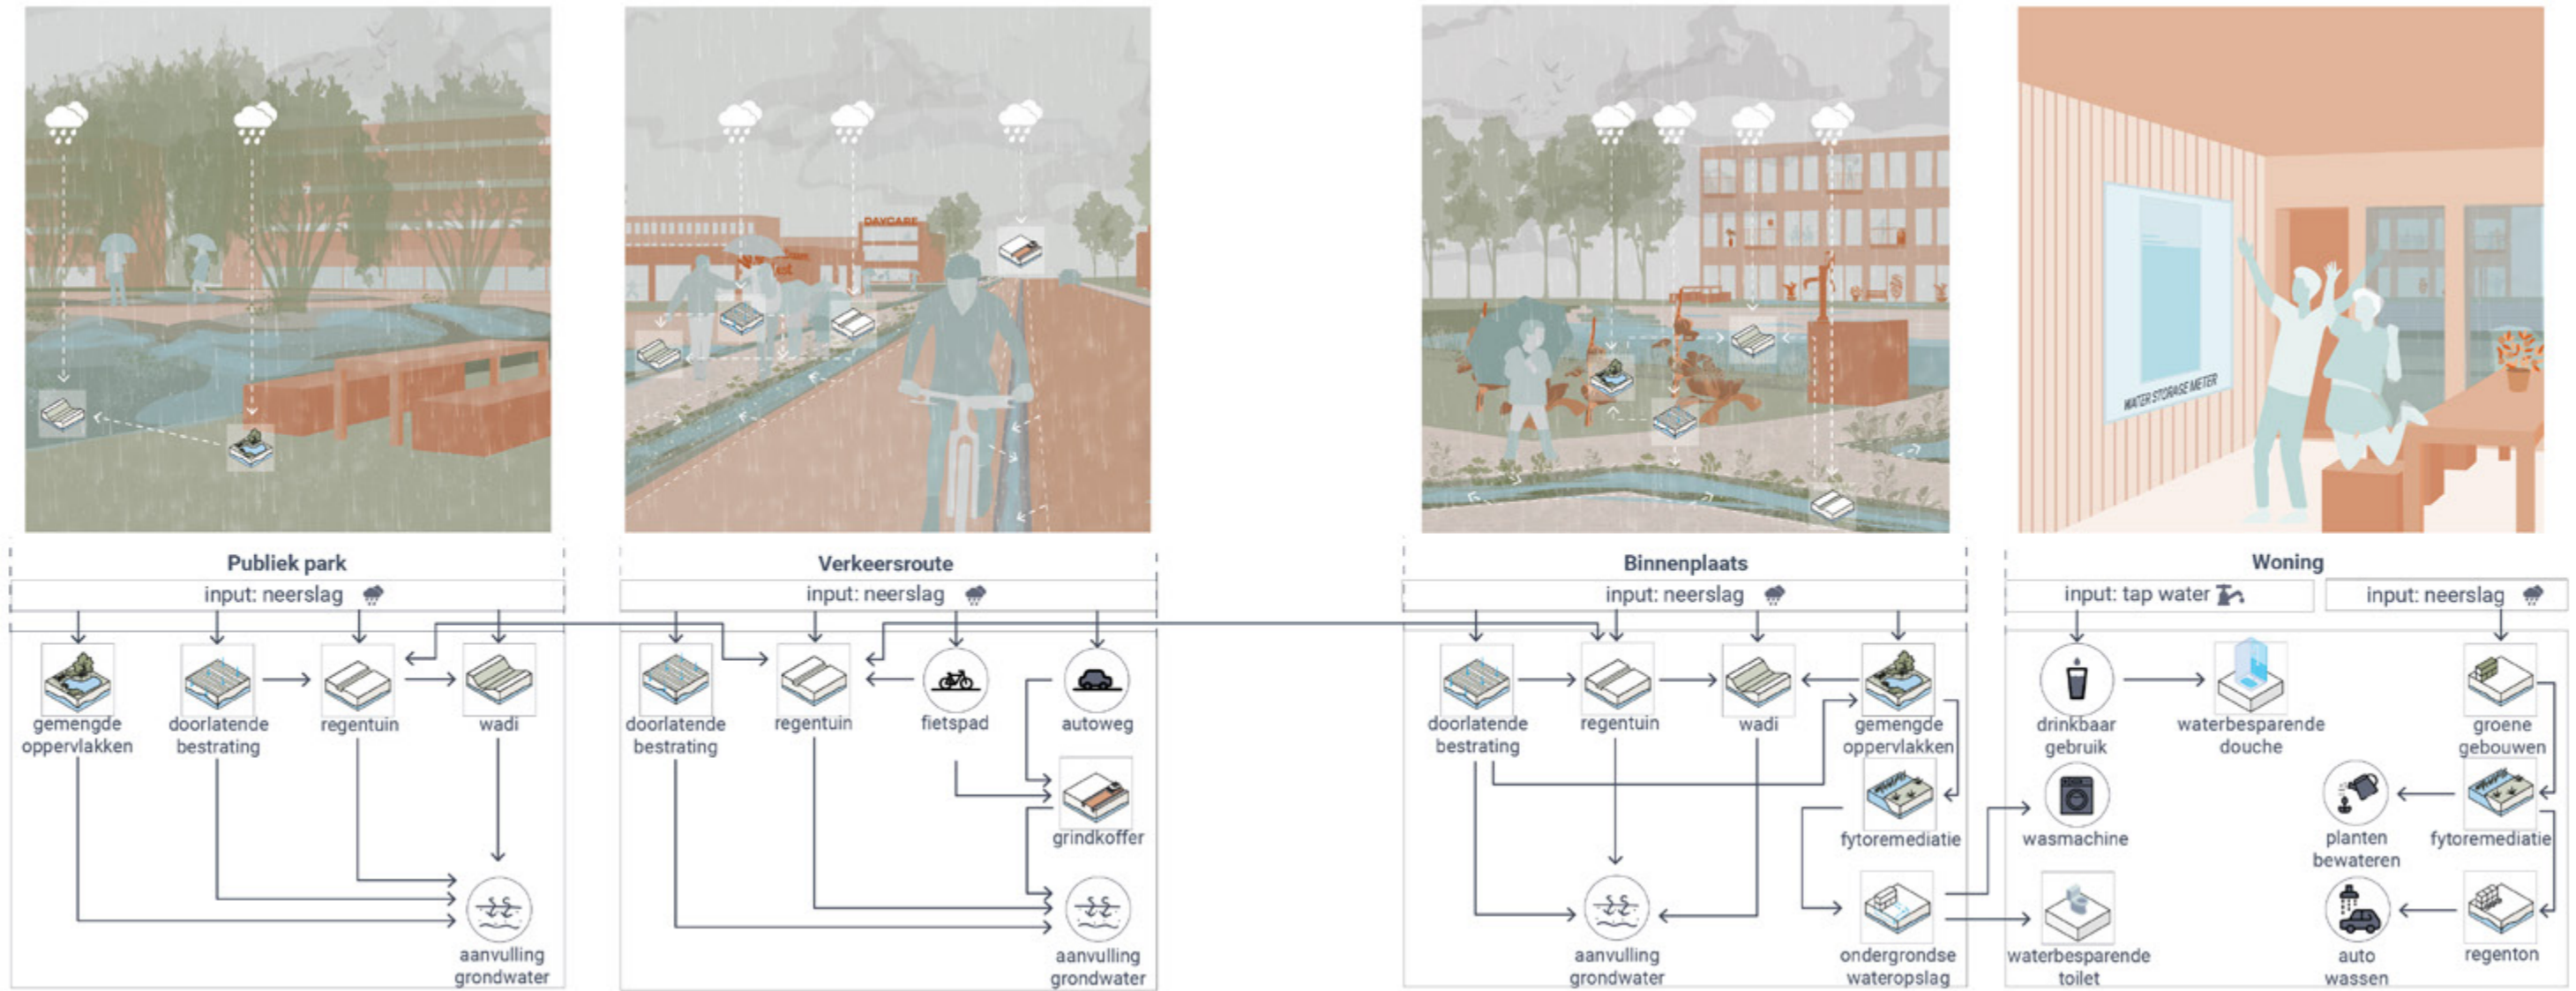 DAYCARE
WATER STORAGE METER
Publiek park
input: neerslag
gemengde
oppervlakken
doorlatende
bestrating
regentuin
wadi
aanvulling
grondwater
Verkeersroute
input: neerslag
doorlatende
bestrating
regentuin
fietspad
autoweg
grindkoffer
aanvulling
grondwater
Binnenplaats
input: neerslag
doorlatende
bestrating
regentuin
wadi
gemengde
oppervlakken
fytoremediatie
aanvulling
grondwater
ondergrondse
wateropslag
Woning
input: tap water
input: neerslag
drinkbaar
gebruik
waterbesparende
douche
groene
gebouwen
wasmachine
planten
bewateren
fytoremediatie
waterbesparende
toilet
auto
wassen
regenton